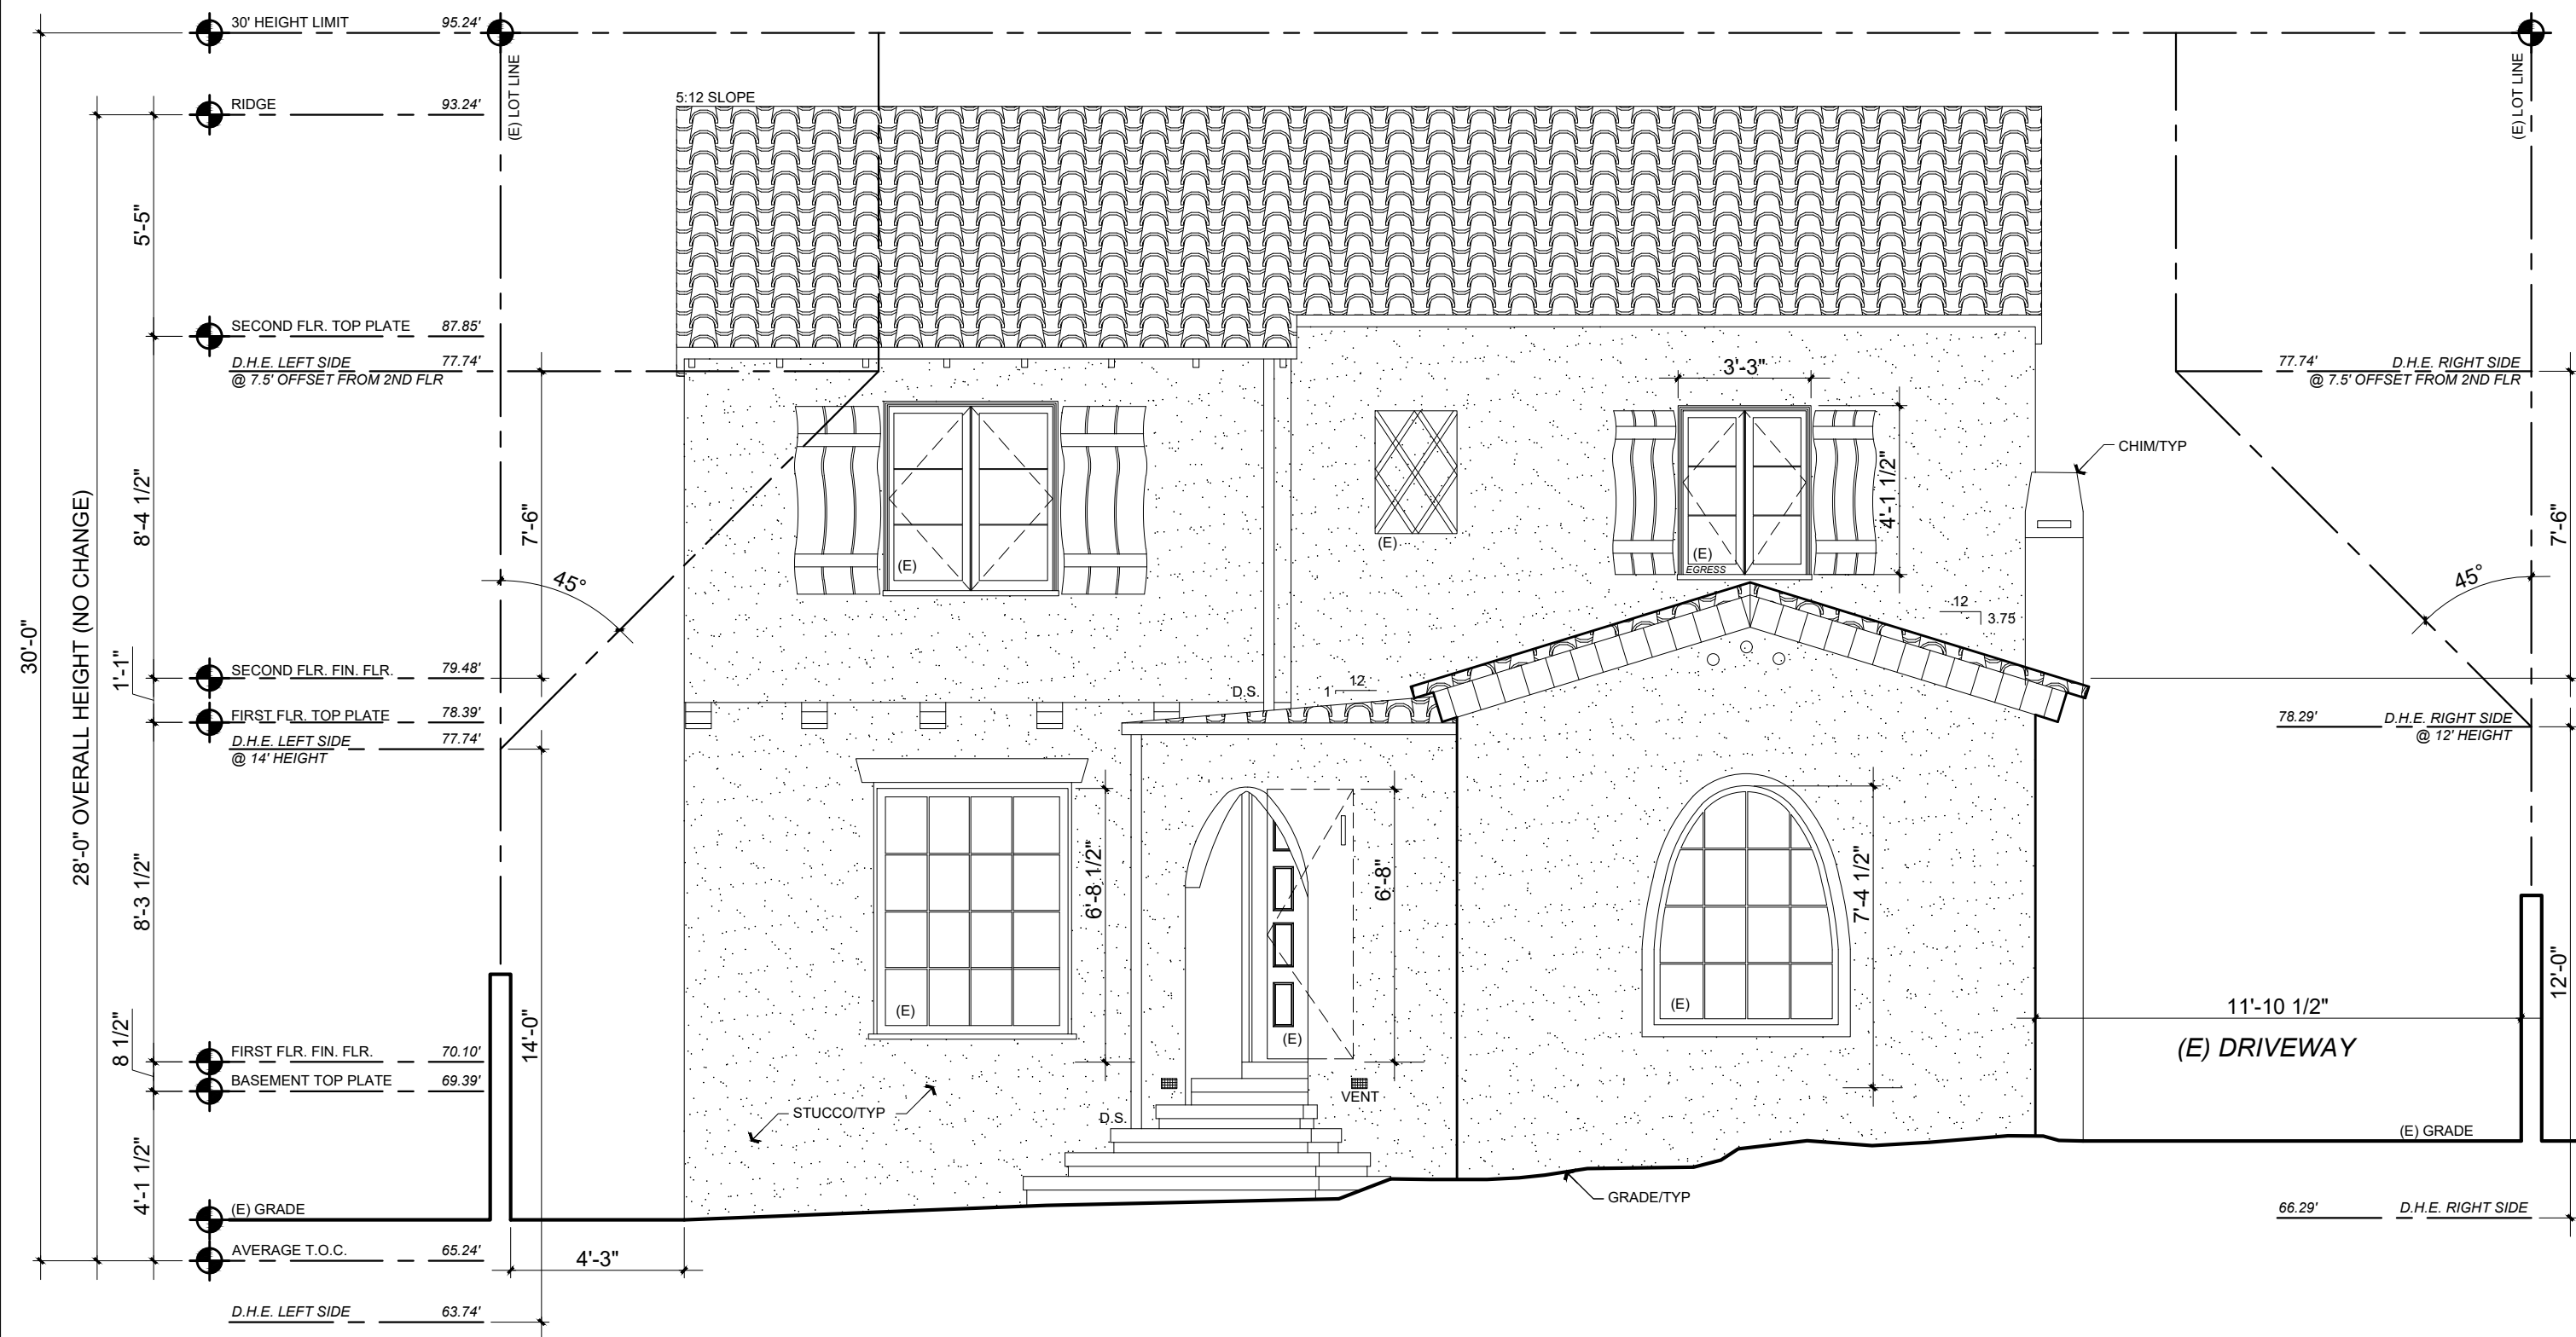 30' HEIGHT LIMIT 95.24'
(E) LOT LINE
(E) LOT LINE
RIDGE 93.24'
5:12 SLOPE
5'-5"
SECOND FLR. TOP PLATE 87.85'
D.H.E. LEFT SIDE 77.74'
@ 7.5' OFFSET FROM 2ND FLR
77.74' D.H.E. RIGHT SIDE
@ 7.5' OFFSET FROM 2ND FLR
3'-3"
CHIM/TYP
8'-4 1/2"
7'-6"
4'-1 1/2"
7'-6"
(E)
(E)
(E)
EGRESS
45°
45°
28'-0" OVERALL HEIGHT (NO CHANGE)
30'-0"
12
3.75
1'-1"
SECOND FLR. FIN. FLR. 79.48'
12
1
D.S.
FIRST FLR. TOP PLATE 78.39'
D.H.E. LEFT SIDE 77.74'
@ 14' HEIGHT
78.29' D.H.E. RIGHT SIDE
@ 12' HEIGHT
8'-3 1/2"
6'-8 1/2"
6'-8"
7'-4 1/2"
12'-0"
(E)
(E)
(E)
11'-10 1/2"
(E) DRIVEWAY
8 1/2"
14'-0"
FIRST FLR. FIN. FLR. 70.10'
BASEMENT TOP PLATE 69.39'
VENT
STUCCO/TYP
D.S.
(E) GRADE
4'-1 1/2"
GRADE/TYP
(E) GRADE
66.29' D.H.E. RIGHT SIDE
AVERAGE T.O.C. 65.24'
4'-3"
D.H.E. LEFT SIDE 63.74'